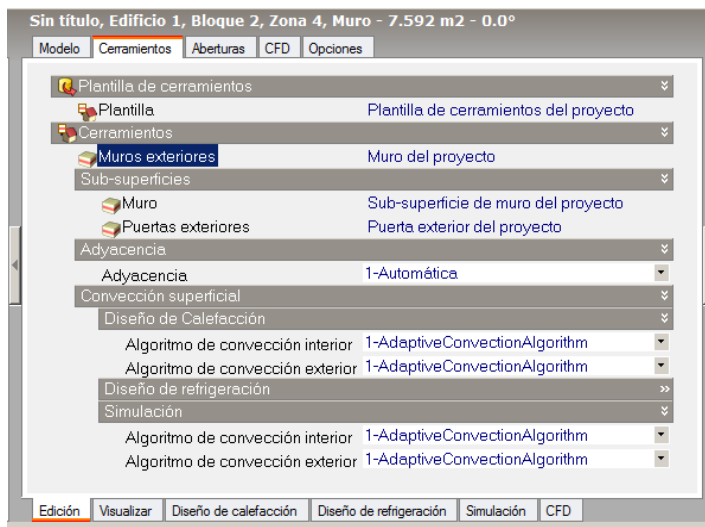 Sin título, Edificio 1, Bloque 2, Zona 4, Muro - 7.592 m2 - 0.0º
Modelo Cerramientos Aberturas CFD Opciones
Plantilla de cerramientos
Plantilla Plantilla de cerramientos del proyecto
Cerramientos
Muros exteriores Muro del proyecto
Sub-superficies
Muro Sub-superficie de muro del proyecto
Puertas exteriores Puerta exterior del proyecto
Adyacencia
Adyacencia 1-Automática
Convección superficial
Diseño de Calefacción
Algoritmo de convección interior 1-AdaptiveConvectionAlgorithm
Algoritmo de convección exterior 1-AdaptiveConvectionAlgorithm
Diseño de refrigeración
Simulación
Algoritmo de convección interior 1-AdaptiveConvectionAlgorithm
Algoritmo de convección exterior 1-AdaptiveConvectionAlgorithm
Edición Visualizar Diseño de calefacción Diseño de refrigeración Simulación CFD